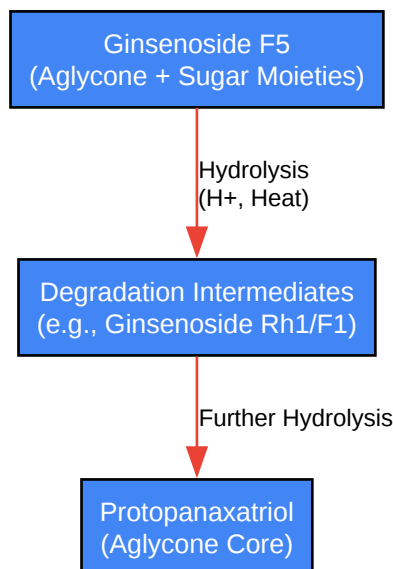 Ginsenoside F5
(Aglycone + Sugar Moieties)
Hydrolysis
(H+, Heat)
Degradation Intermediates
(e.g., Ginsenoside Rh1/F1)
Further Hydrolysis
Protopanaxatriol
(Aglycone Core)